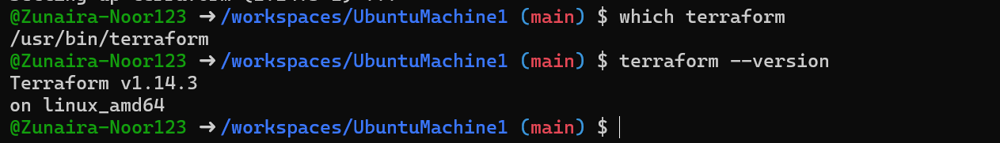 @Zunaira-Noor123 ➜ /workspaces/UbuntuMachine1 (main) $ which terraform
/usr/bin/terraform
@Zunaira-Noor123 ➜ /workspaces/UbuntuMachine1 (main) $ terraform --version
Terraform v1.14.3
on linux_amd64
@Zunaira-Noor123 ➜ /workspaces/UbuntuMachine1 (main) $